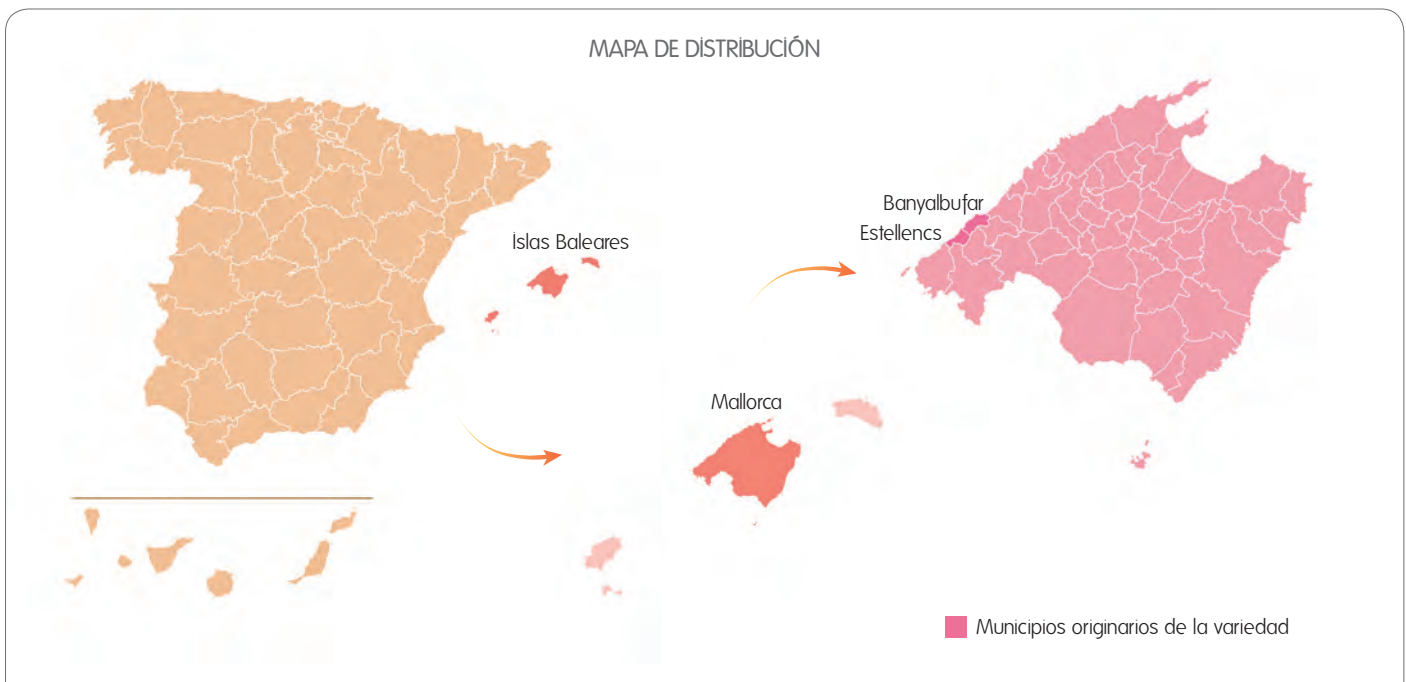 MAPA DE DISTRIBUCIÓN
Banyalbufar
Estellencs
Islas Baleares
Mallorca
Municipios originarios de la variedad